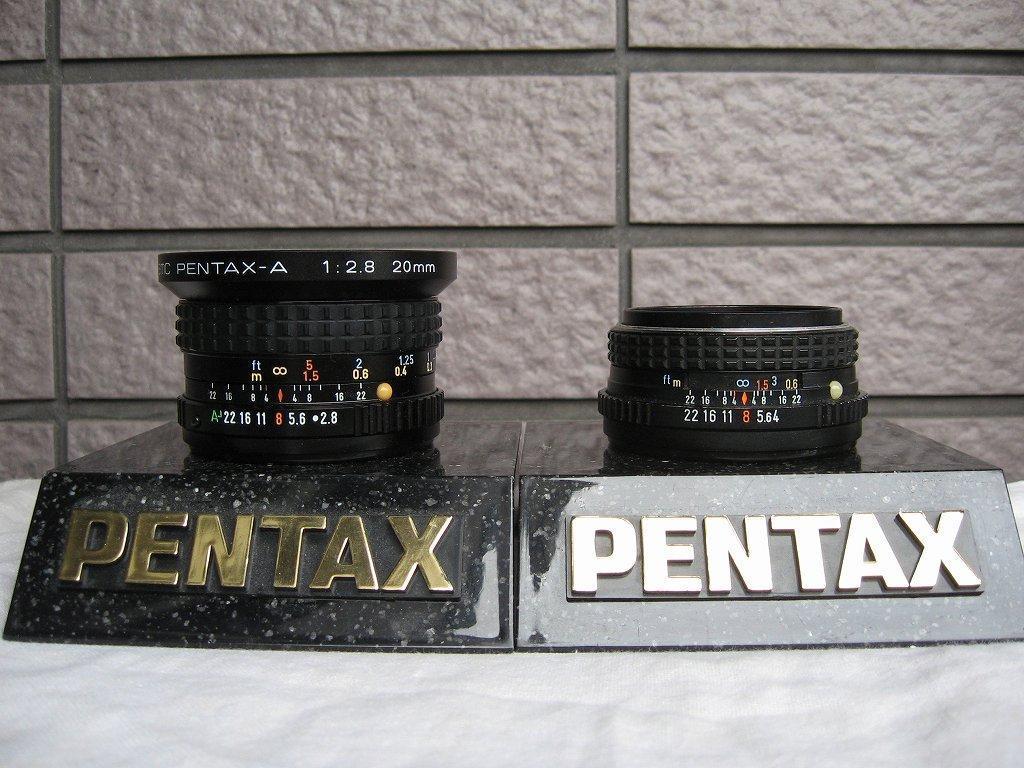 PENTAX-A 1:2.8 20mm
ft ∞ 5 2 1.25
m 1.5 0.6 0.4
22 16 8 4 4 8 16 22
A 22 16 11 8 5.6 •2.8
ft m ∞ 1.5 3 0.6
22 16 8 4 4 8 16 22
22 16 11 8 5.6 4
PENTAX PENTAX